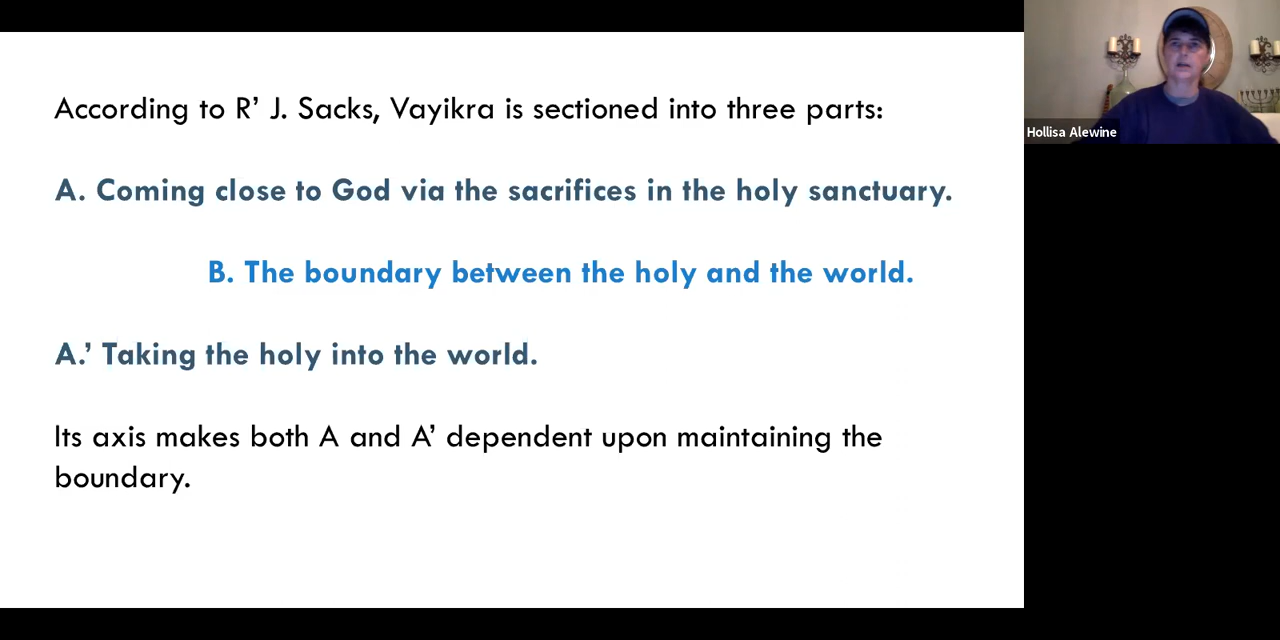 According to R’ J. Sacks, Vayikra is sectioned into three parts:
A. Coming close to God via the sacrifices in the holy sanctuary.
B. The boundary between the holy and the world.
A.’ Taking the holy into the world.
Its axis makes both A and A’ dependent upon maintaining the
boundary.
Hollisa Alewine